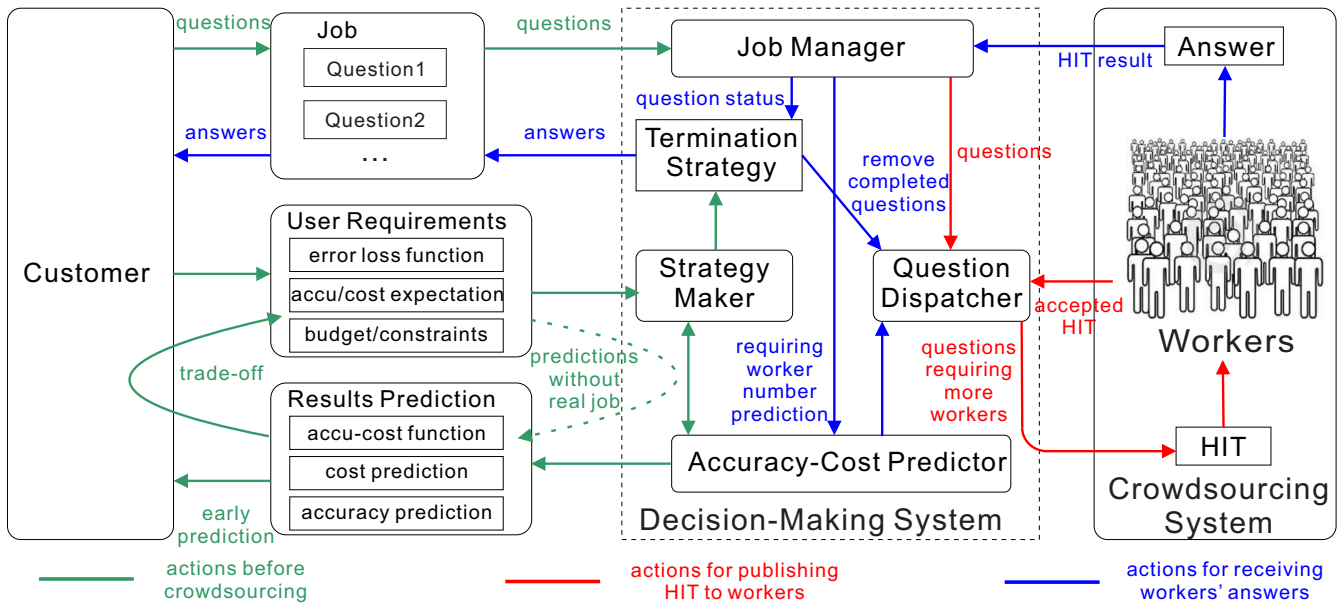 Customer
questions
answers
Job
Question1
Question2
...
questions
answers
User Requirements
error loss function
accu/cost expectation
budget/constraints
trade-off
predictions
without
real job
Results Prediction
accu-cost function
cost prediction
accuracy prediction
early
prediction
Job Manager
question status
Termination
Strategy
remove
completed
questions
questions
Strategy
Maker
Question
Dispatcher
requiring
worker
number
prediction
questions
requiring
more
workers
Accuracy-Cost Predictor
Decision-Making System
HIT result
Answer
accepted
HIT
Workers
HIT
Crowdsourcing
System
actions before
crowdsourcing
actions for publishing
HIT to workers
actions for receiving
workers' answers